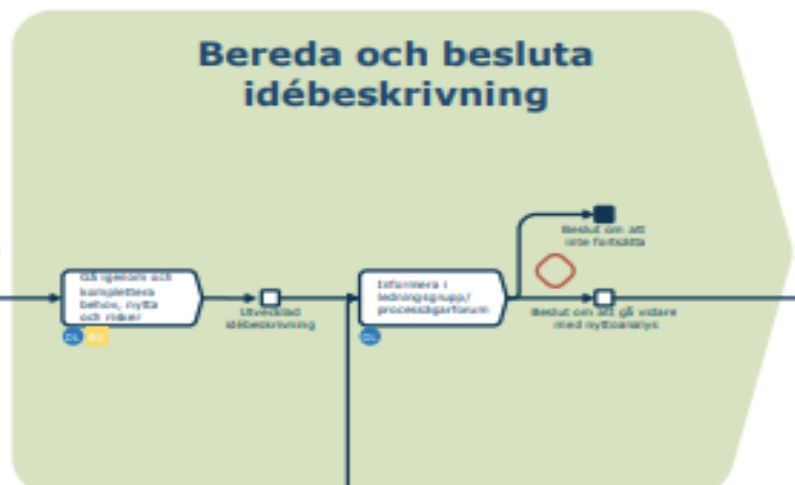 Bereda och besluta
idébeskrivning
Beslut om att
inte fortsätta
Gå igenom och
komplettera
behov, nytta
och risker
Informera i
ledningsgrupp/
processägarforum
Utvecklad
idébeskrivning
Beslut om att gå vidare
med nyttoanalys
DL
DL